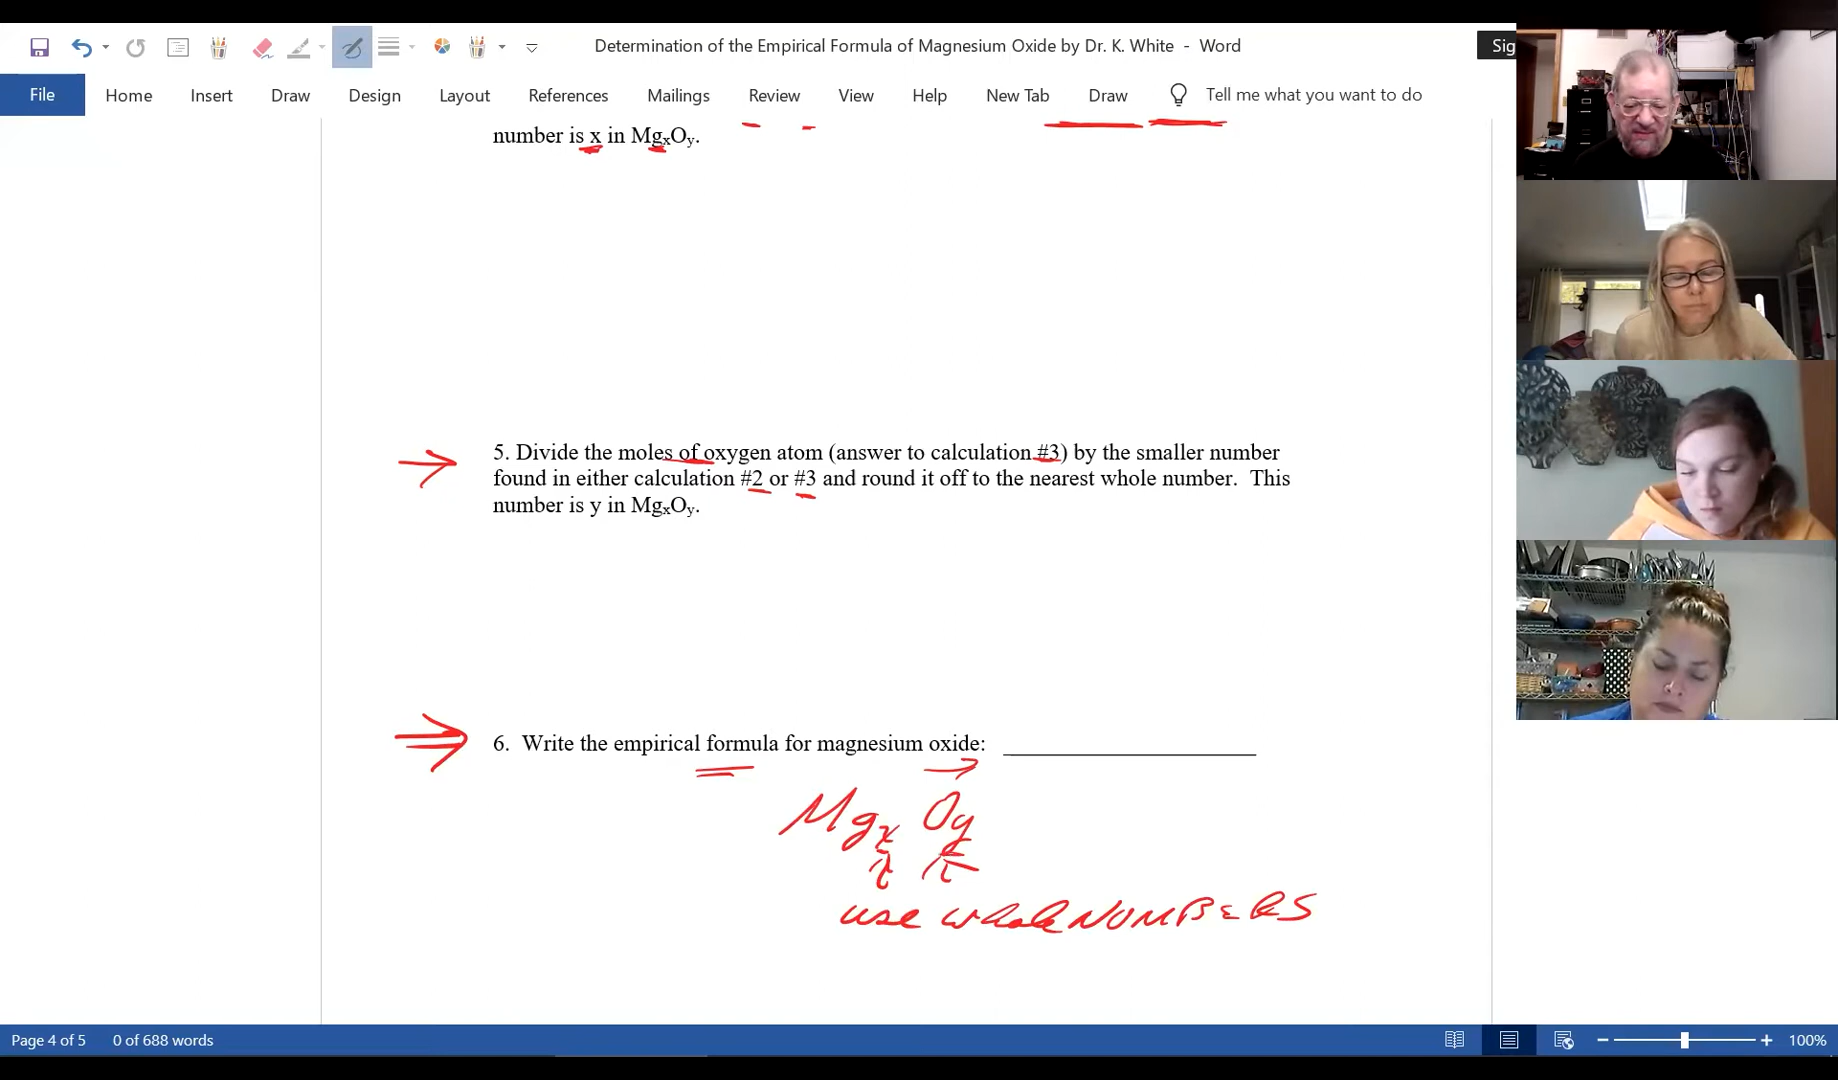 Determination of the Empirical Formula of Magnesium Oxide by Dr. K. White - Word
Sig
File Home Insert Draw Design Layout References Mailings Review View Help New Tab Draw Tell me what you want to do
number is x in MgₓOᵧ.
5. Divide the moles of oxygen atom (answer to calculation #3) by the smaller number
found in either calculation #2 or #3 and round it off to the nearest whole number. This
number is y in MgₓOᵧ.
6. Write the empirical formula for magnesium oxide: ____________________
Mgₓ Oᵧ
use whole NUMBERS
Page 4 of 5 0 of 688 words 100%